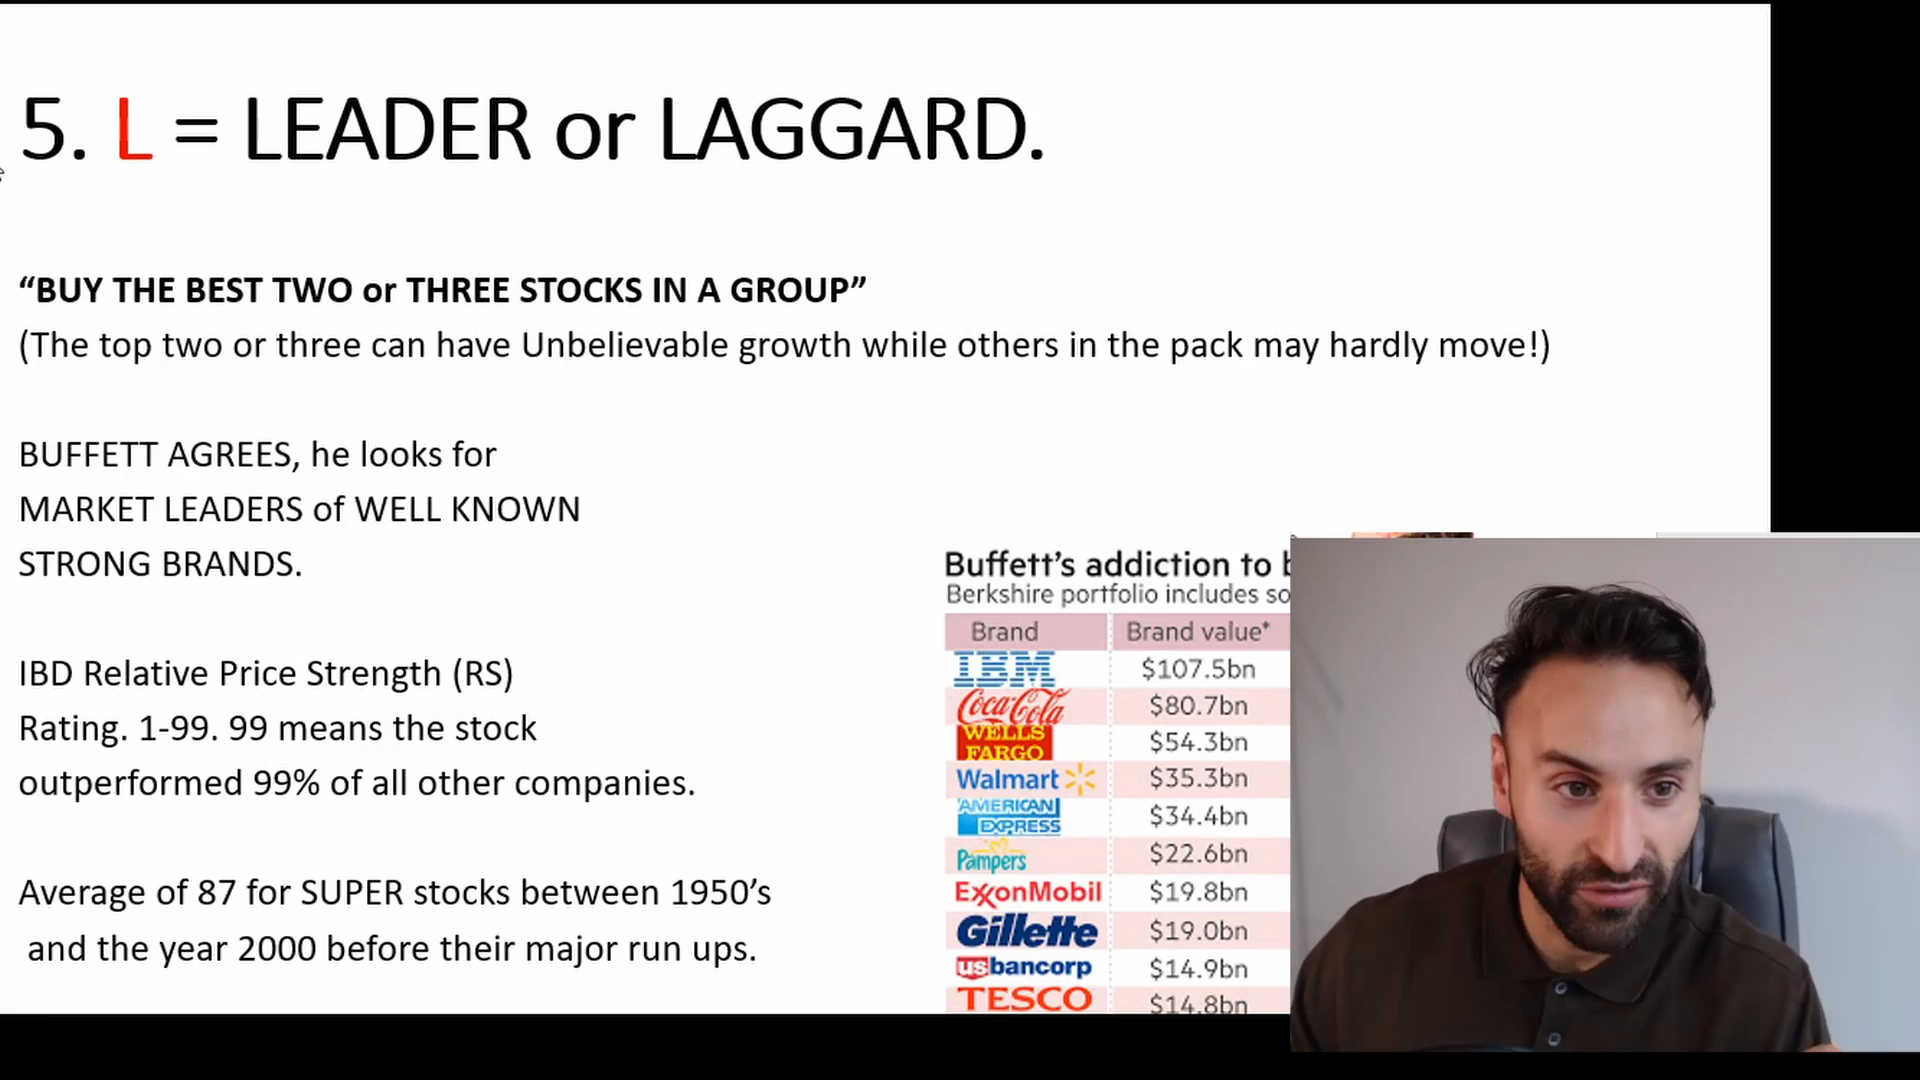 5. L = LEADER or LAGGARD.
“BUY THE BEST TWO or THREE STOCKS IN A GROUP”
(The top two or three can have Unbelievable growth while others in the pack may hardly move!)
BUFFETT AGREES, he looks for
MARKET LEADERS of WELL KNOWN
STRONG BRANDS.
IBD Relative Price Strength (RS)
Rating. 1-99. 99 means the stock
outperformed 99% of all other companies.
Average of 87 for SUPER stocks between 1950’s
and the year 2000 before their major run ups.
Buffett’s addiction to
Berkshire portfolio includes
Brand Brand value*
IBM $107.5bn
Coca-Cola $80.7bn
WELLS FARGO $54.3bn
Walmart $35.3bn
AMERICAN EXPRESS $34.4bn
Pampers $22.6bn
ExxonMobil $19.8bn
Gillette $19.0bn
usbancorp $14.9bn
TESCO $14.8bn